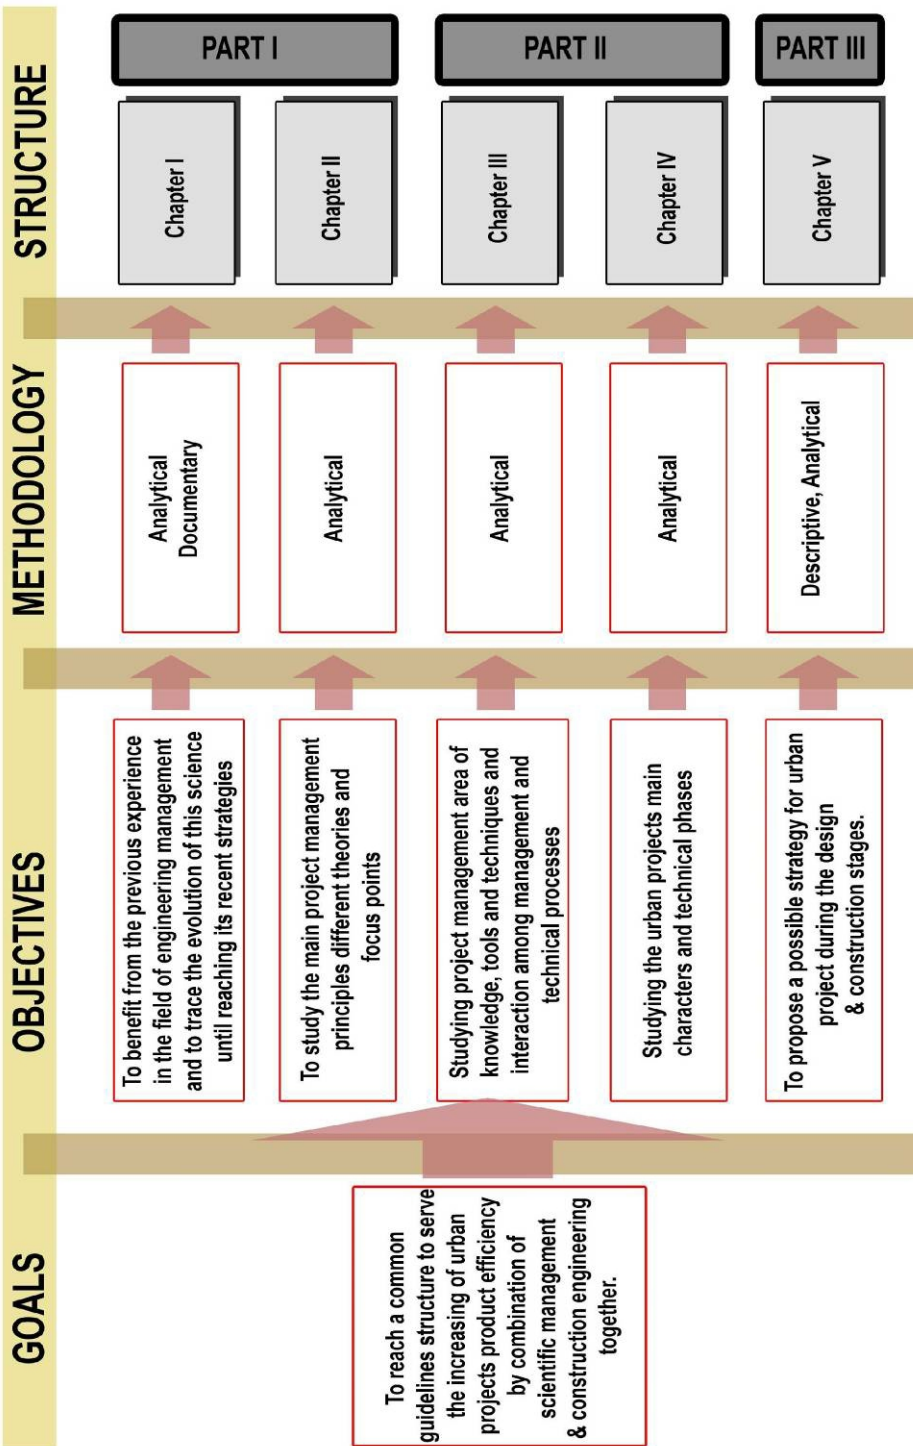 GOALS
OBJECTIVES
METHODOLOGY
STRUCTURE
To reach a common
guidelines structure to serve
the increasing of urban
projects product efficiency
by combination of
scientific management
& construction engineering
together.
To benefit from the previous experience
in the field of engineering management
and to trace the evolution of this science
until reaching its recent strategies
Analytical
Documentary
Chapter I
PART I
To study the main project management
principles different theories and
focus points
Analytical
Chapter II
Studying project management area of
knowledge, tools and techniques and
interaction among management and
technical processes
Analytical
Chapter III
PART II
Studying the urban projects main
characters and technical phases
Analytical
Chapter IV
To propose a possible strategy for urban
project during the design
& construction stages.
Descriptive, Analytical
Chapter V
PART III